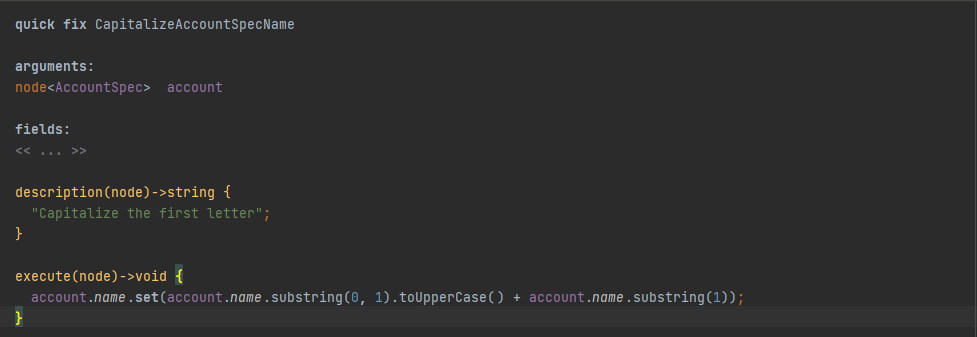 quick fix CapitalizeAccountSpecName
arguments:
node<AccountSpec> account
fields:
<< ... >>
description(node)->string {
"Capitalize the first letter";
}
execute(node)->void {
account.name.set(account.name.substring(0, 1).toUpperCase() + account.name.substring(1));
}